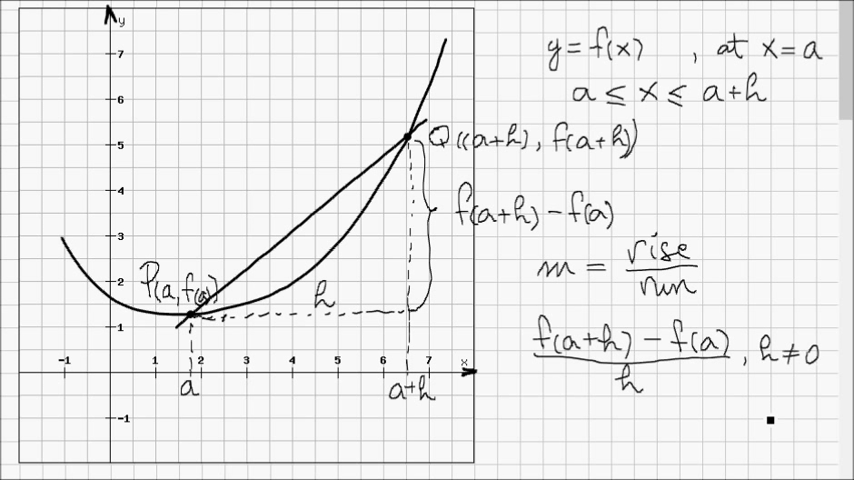 y
7
6
5
4
3
2
1
-1
-1
1
2
3
4
5
6
7
x
P(a, f(a))
h
a
a+h
y = f(x) , at x = a
a ≤ x ≤ a+h
Q ((a+h), f(a+h))
f(a+h) - f(a)
m = rise/run
f(a+h) - f(a)/h, h ≠ 0